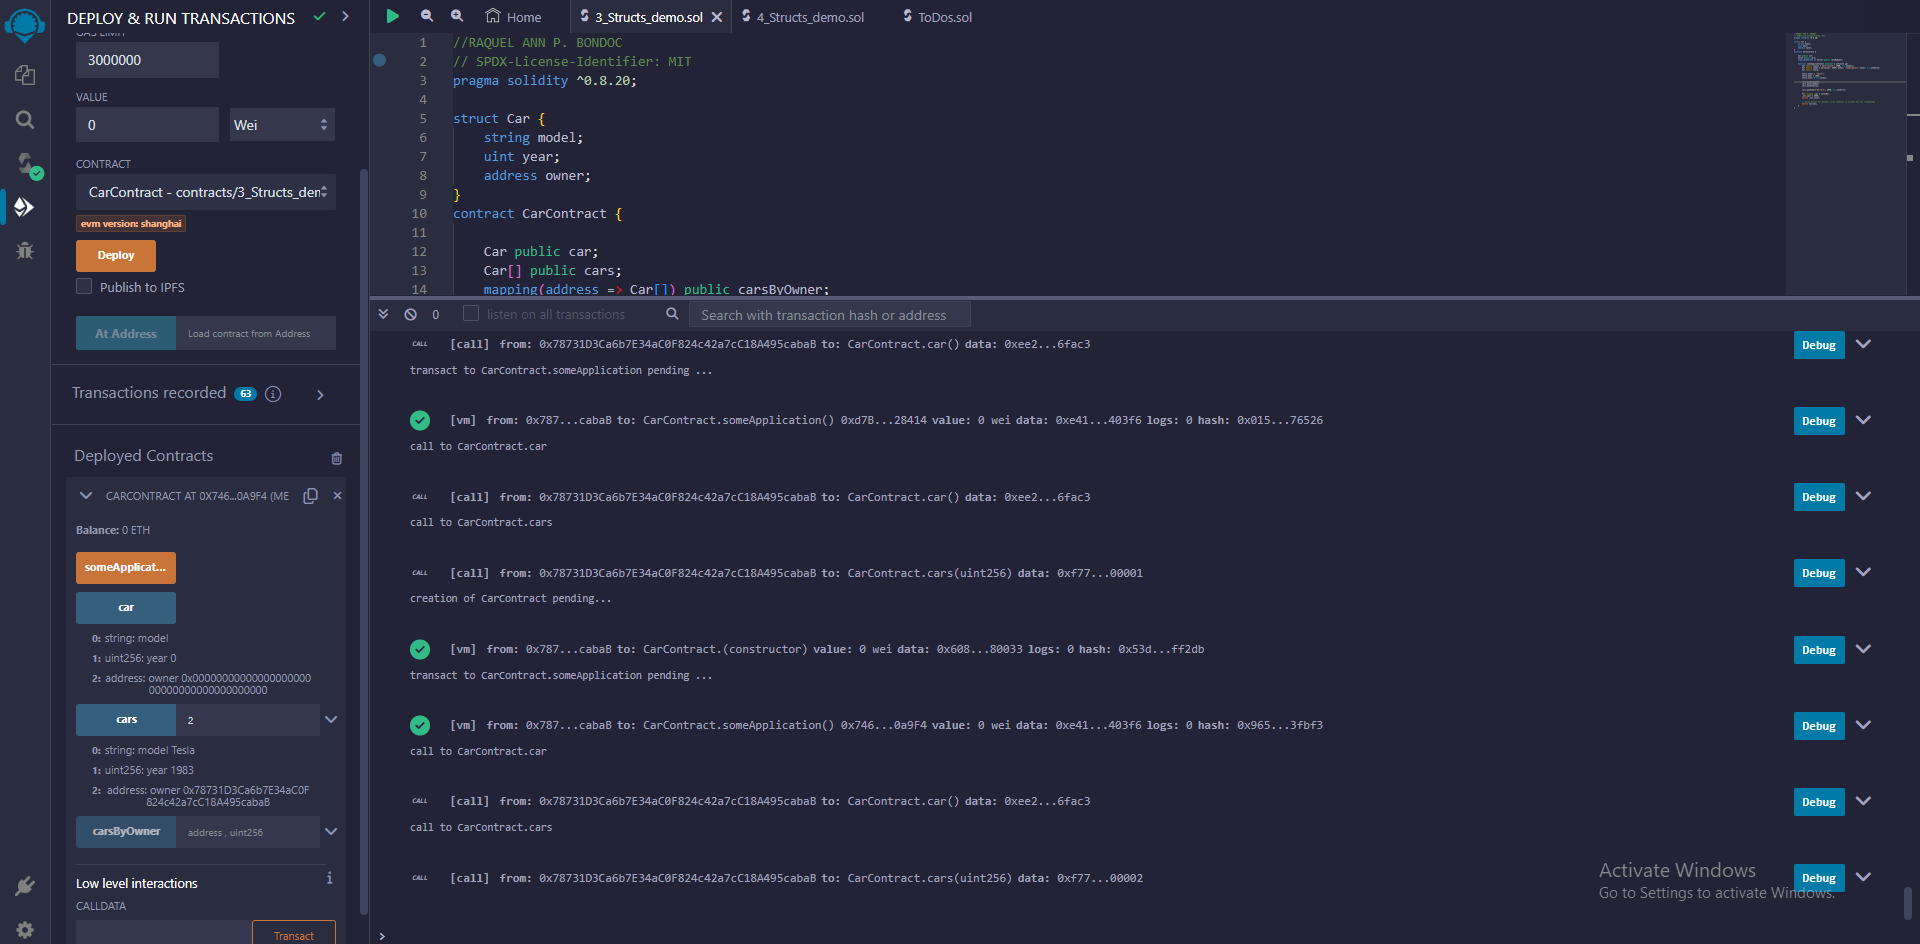 DEPLOY & RUN TRANSACTIONS
GAS LIMIT
3000000
VALUE
0
Wei
CONTRACT
CarContract - contracts/3_Structs_den
evm version: shanghai
Deploy
Publish to IPFS
At Address
Load contract from Address
Transactions recorded 63 i
Deployed Contracts
CARCONTRACT AT 0X746...0A9F4 (ME
Balance: 0 ETH
someApplicat...
car
0: string: model
1: uint256: year 0
2: address: owner 0x00000000000000000000
00000000000000000000
cars 2
0: string: model Tesla
1: uint256: year 1983
2: address: owner 0x78731D3Ca6b7E34aC0F
824c42a7cC18A495cabaB
carsByOwner address , uint256
Low level interactions
i
CALLDATA
Transact
Home
3_Structs_demo.sol
4_Structs_demo.sol
ToDos.sol
1 //RAQUEL ANN P. BONDOC
2 // SPDX-License-Identifier: MIT
3 pragma solidity ^0.8.20;
4
5 struct Car {
6 string model;
7 uint year;
8 address owner;
9 }
10 contract CarContract {
11
12 Car public car;
13 Car[] public cars;
14 mapping(address => Car[]) public carsByOwner;
0 listen on all transactions Search with transaction hash or address
CALL [call] from: 0x78731D3Ca6b7E34aC0F824c42a7cC18A495cabaB to: CarContract.car() data: 0xee2...6fac3 Debug
transact to CarContract.someApplication pending ...
[vm] from: 0x787...cabaB to: CarContract.someApplication() 0xd7B...28414 value: 0 wei data: 0xe41...403f6 logs: 0 hash: 0x015...76526 Debug
call to CarContract.car
CALL [call] from: 0x78731D3Ca6b7E34aC0F824c42a7cC18A495cabaB to: CarContract.car() data: 0xee2...6fac3 Debug
call to CarContract.cars
CALL [call] from: 0x78731D3Ca6b7E34aC0F824c42a7cC18A495cabaB to: CarContract.cars(uint256) data: 0xf77...00001 Debug
creation of CarContract pending...
[vm] from: 0x787...cabaB to: CarContract.(constructor) value: 0 wei data: 0x608...80033 logs: 0 hash: 0x53d...ff2db Debug
transact to CarContract.someApplication pending ...
[vm] from: 0x787...cabaB to: CarContract.someApplication() 0x746...0a9F4 value: 0 wei data: 0xe41...403f6 logs: 0 hash: 0x965...3fbf3 Debug
call to CarContract.car
CALL [call] from: 0x78731D3Ca6b7E34aC0F824c42a7cC18A495cabaB to: CarContract.car() data: 0xee2...6fac3 Debug
call to CarContract.cars
CALL [call] from: 0x78731D3Ca6b7E34aC0F824c42a7cC18A495cabaB to: CarContract.cars(uint256) data: 0xf77...00002 Debug
>
Activate Windows
Go to Settings to activate Windows.